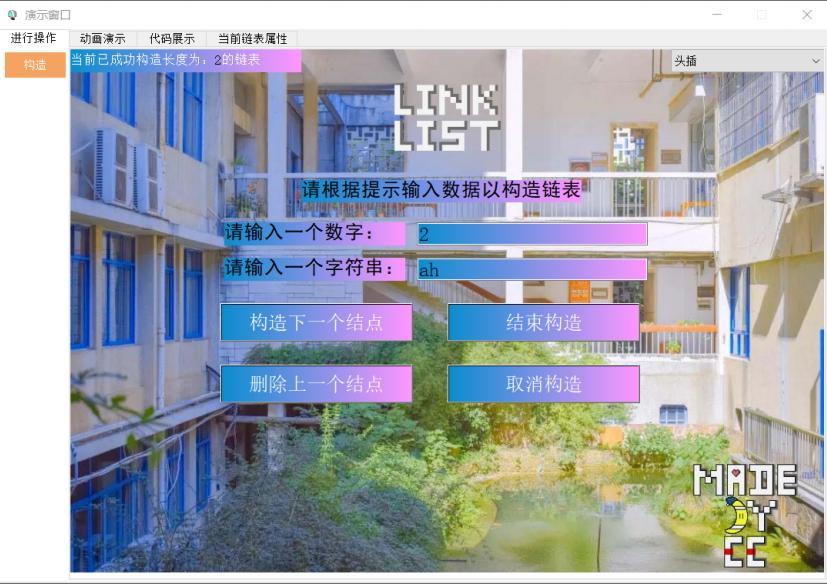 演示窗口
进行操作 动画演示 代码展示 当前链表属性
构造
当前已成功构造长度为：2的链表
头插
LINK
LIST
请根据提示输入数据以构造链表
请输入一个数字： 2
请输入一个字符串： ah
构造下一个结点 结束构造
删除上一个结点 取消构造
MADE
BY
CC